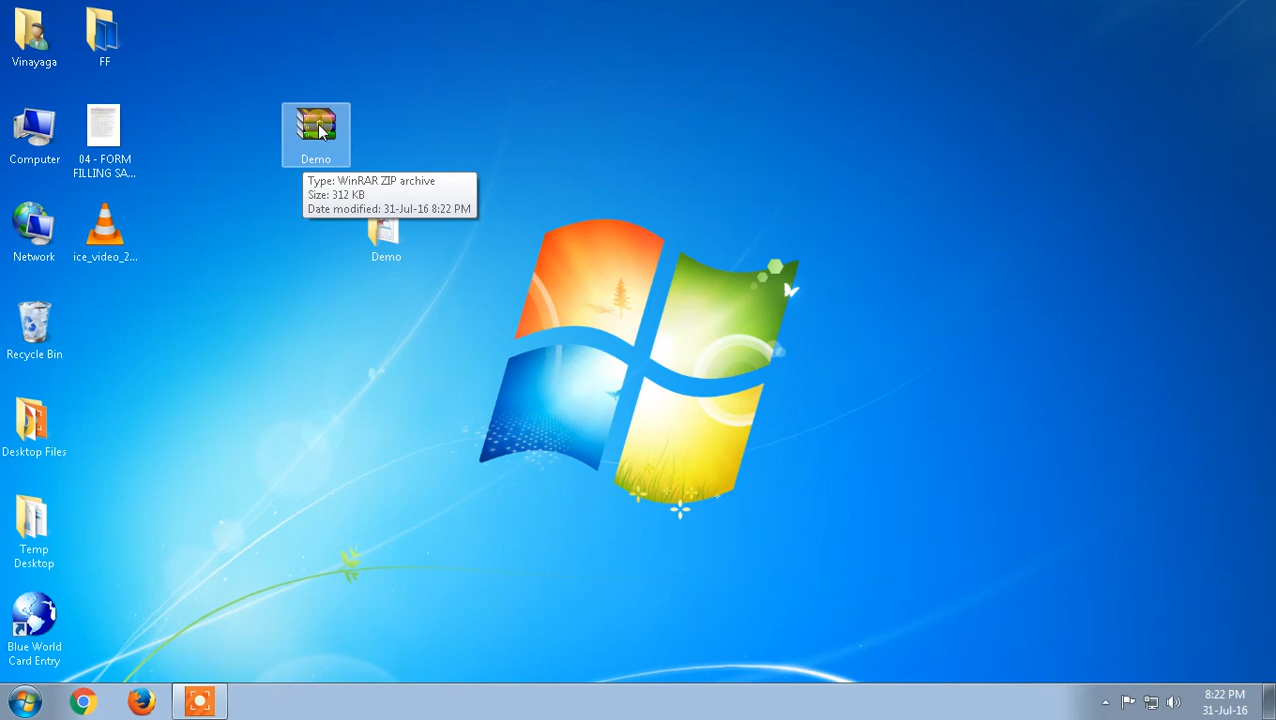 Vinayaga
FF
Computer
04 - FORM
FILLING SA...
Demo
Type: WinRAR ZIP archive
Size: 312 KB
Date modified: 31-Jul-16 8:22 PM
Network
ice_video_2...
Demo
Recycle Bin
Desktop Files
Temp
Desktop
Blue World
Card Entry
8:22 PM
31-Jul-16